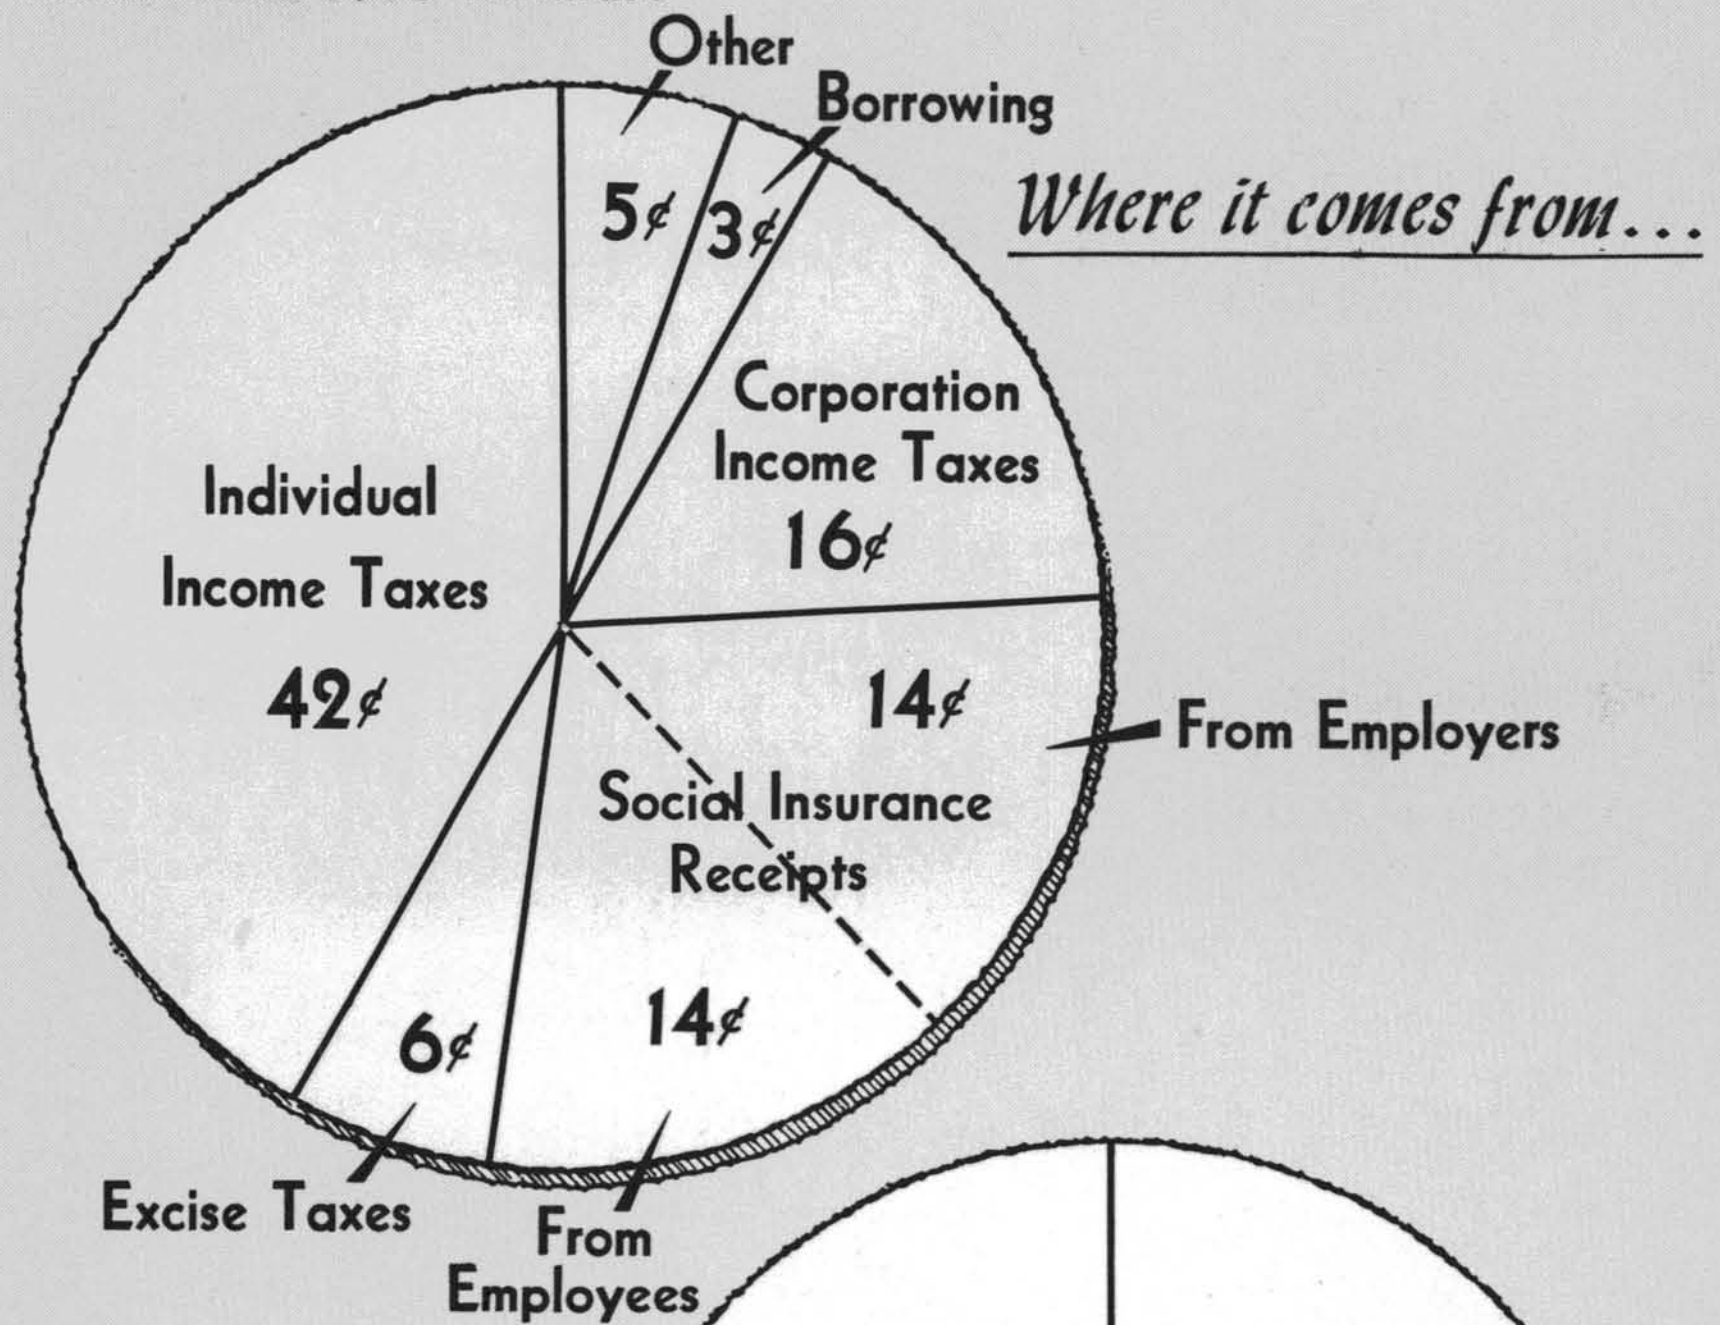 Other
Borrowing
Where it comes from...
5¢
3¢
Corporation
Income Taxes
16¢
Individual
Income Taxes
42¢
14¢
From Employers
Social Insurance
Receipts
14¢
6¢
Excise Taxes
From
Employees